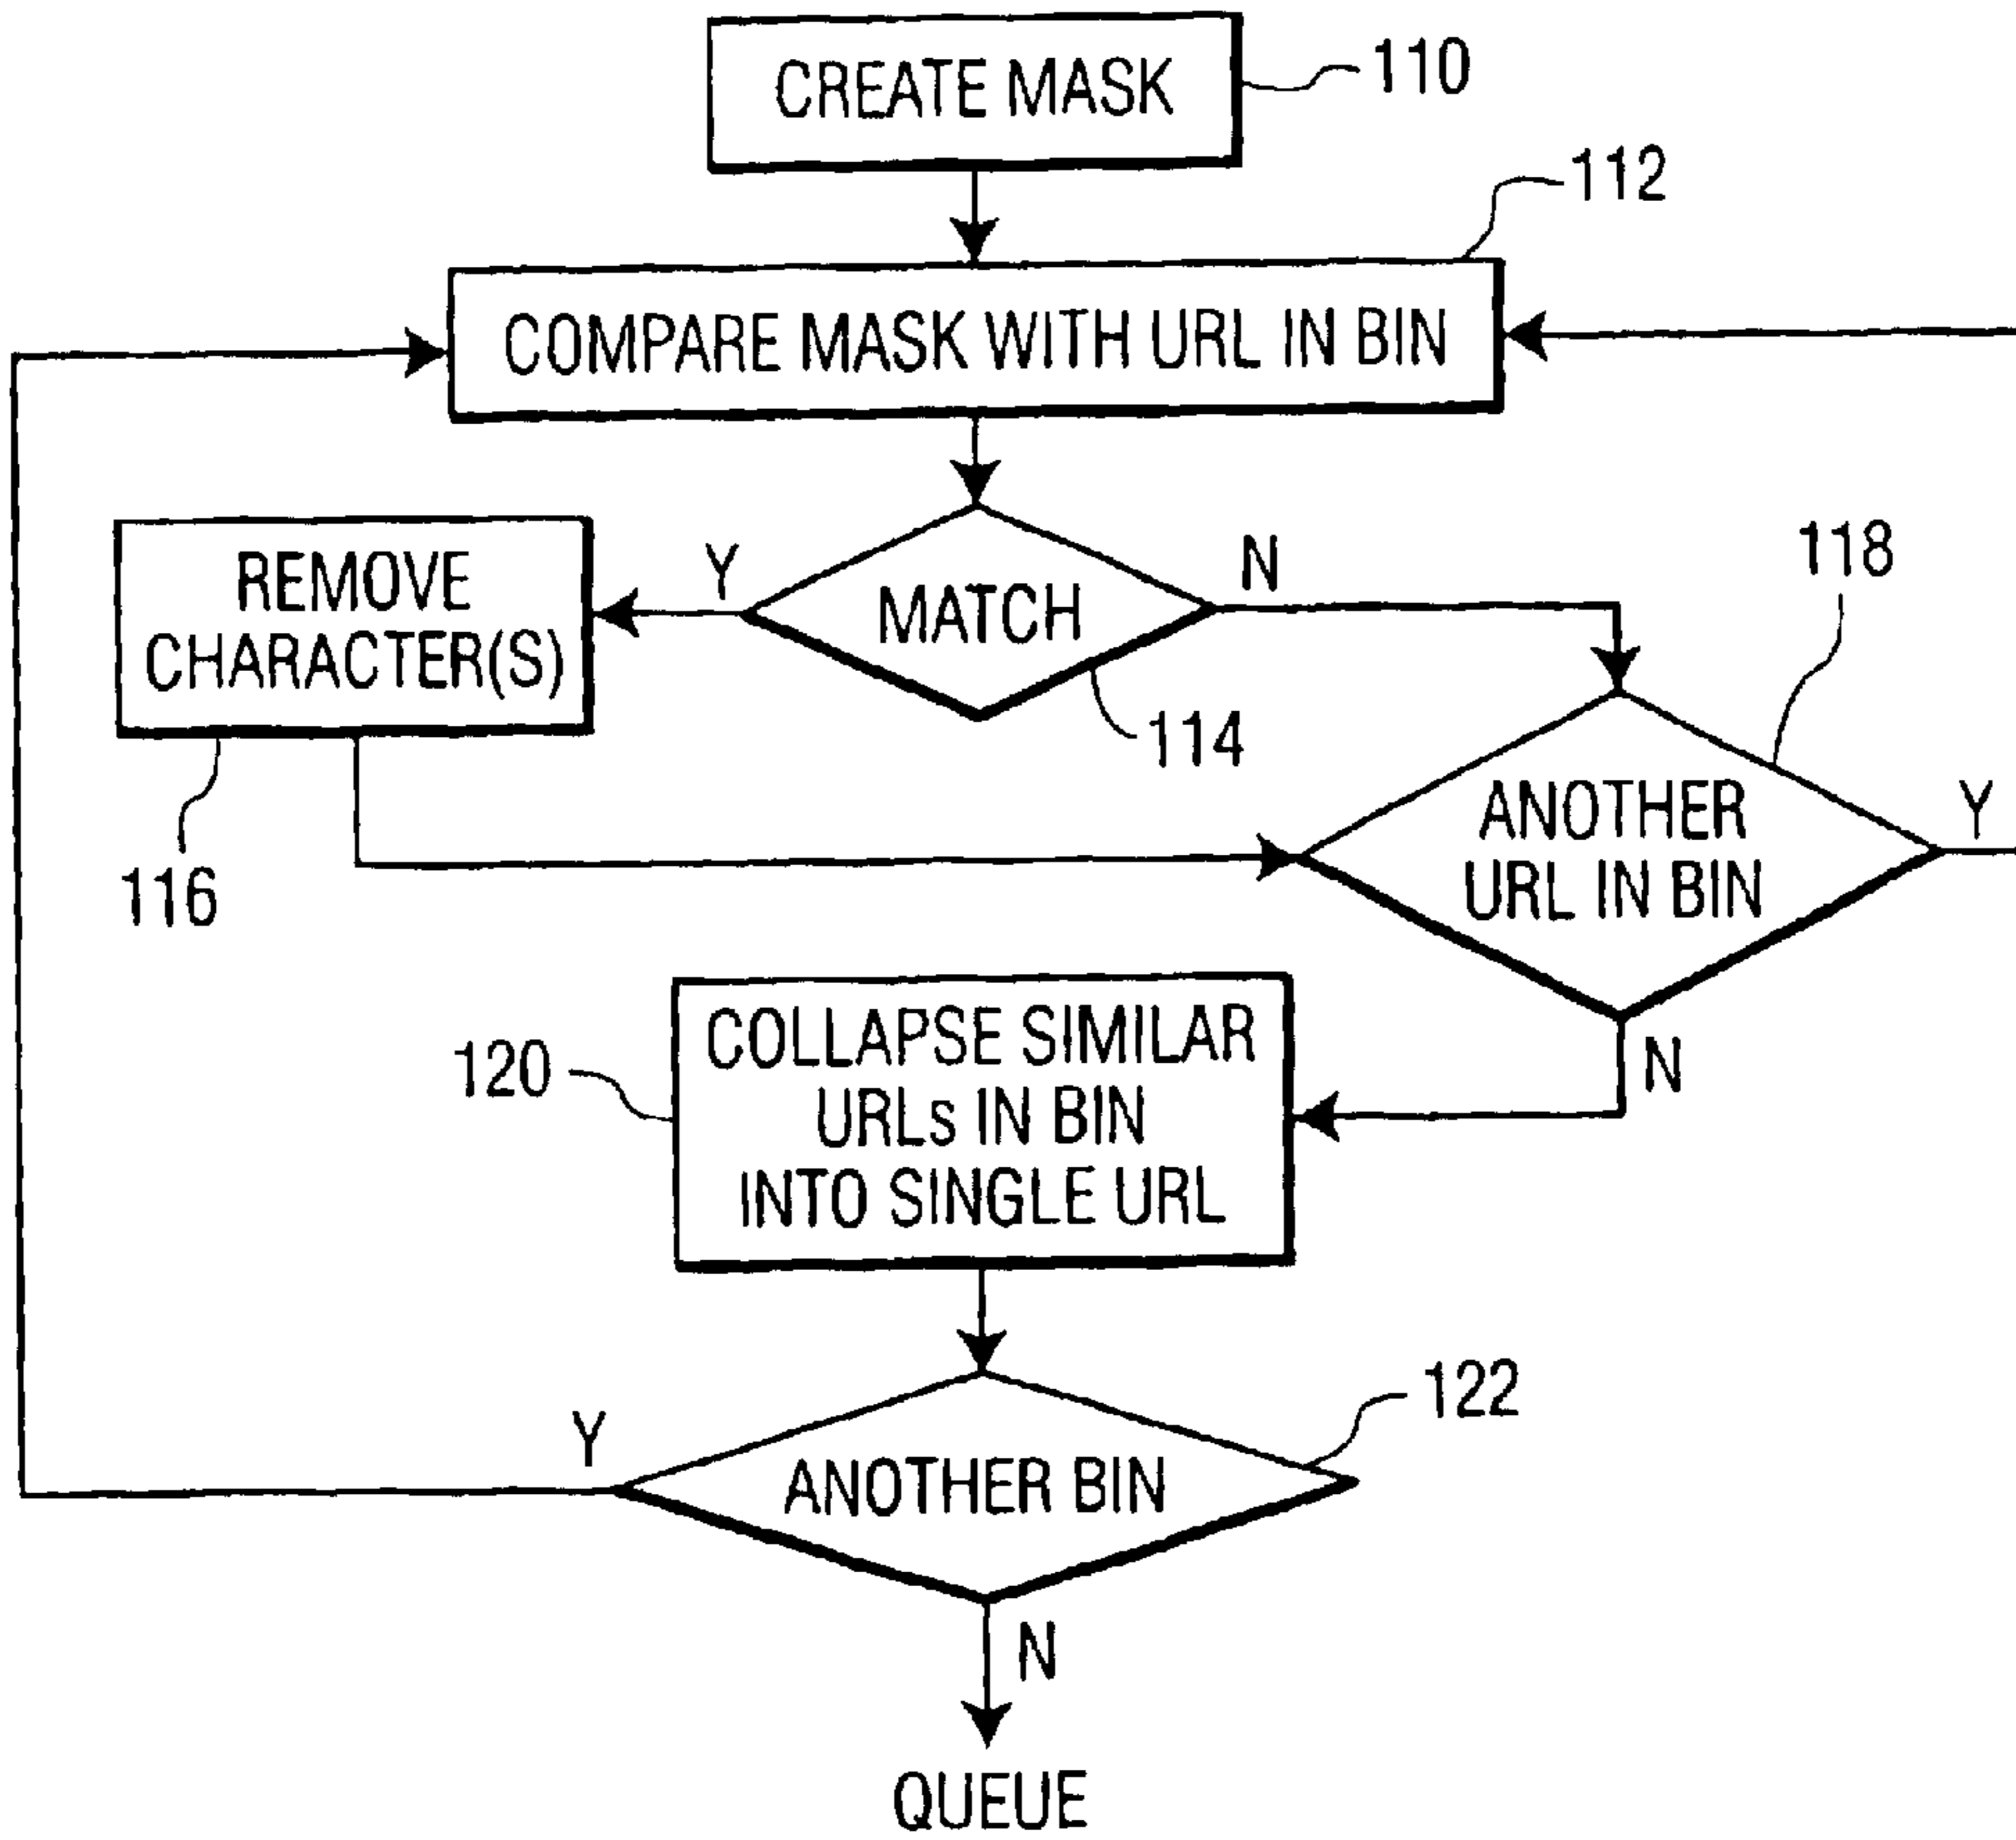 CREATE MASK
110
112
COMPARE MASK WITH URL IN BIN
REMOVE
CHARACTER(S)
Y
MATCH
N
118
114
116
ANOTHER
URL IN BIN
Y
N
120
COLLAPSE SIMILAR
URLs IN BIN
INTO SINGLE URL
122
Y
ANOTHER BIN
N
QUEUE